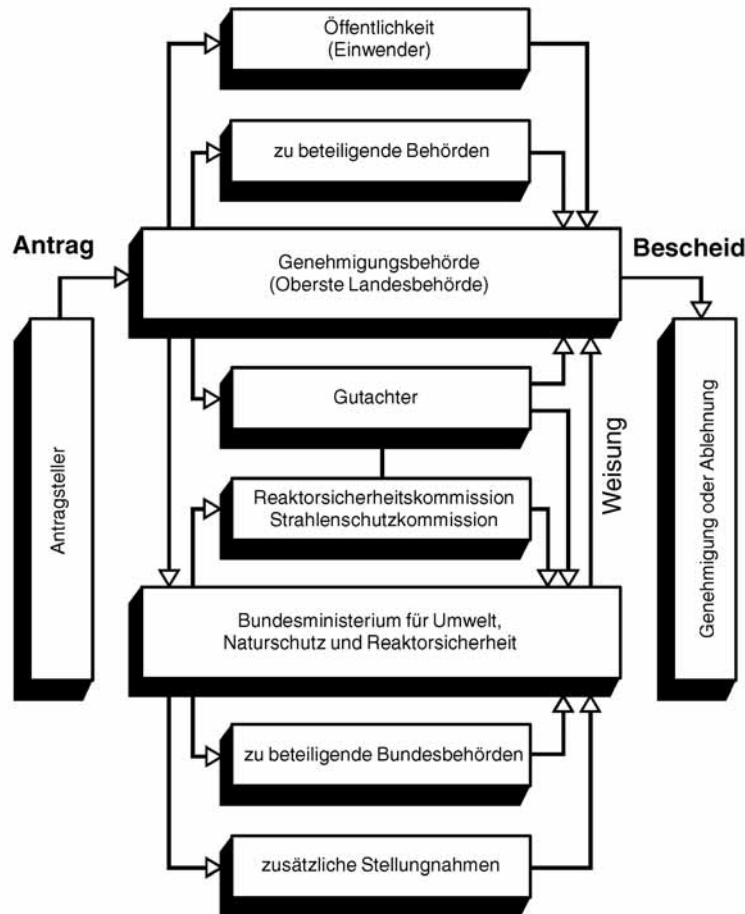 Öffentlichkeit
(Einwender)
zu beteiligende Behörden
Antrag
Bescheid
Genehmigungsbehörde
(Oberste Landesbehörde)
Antragsteller
Gutachter
Weisung
Genehmigung oder Ablehnung
Reaktorsicherheitskommission
Strahlenschutzkommission
Bundesministerium für Umwelt,
Naturschutz und Reaktorsicherheit
zu beteiligende Bundesbehörden
zusätzliche Stellungnahmen